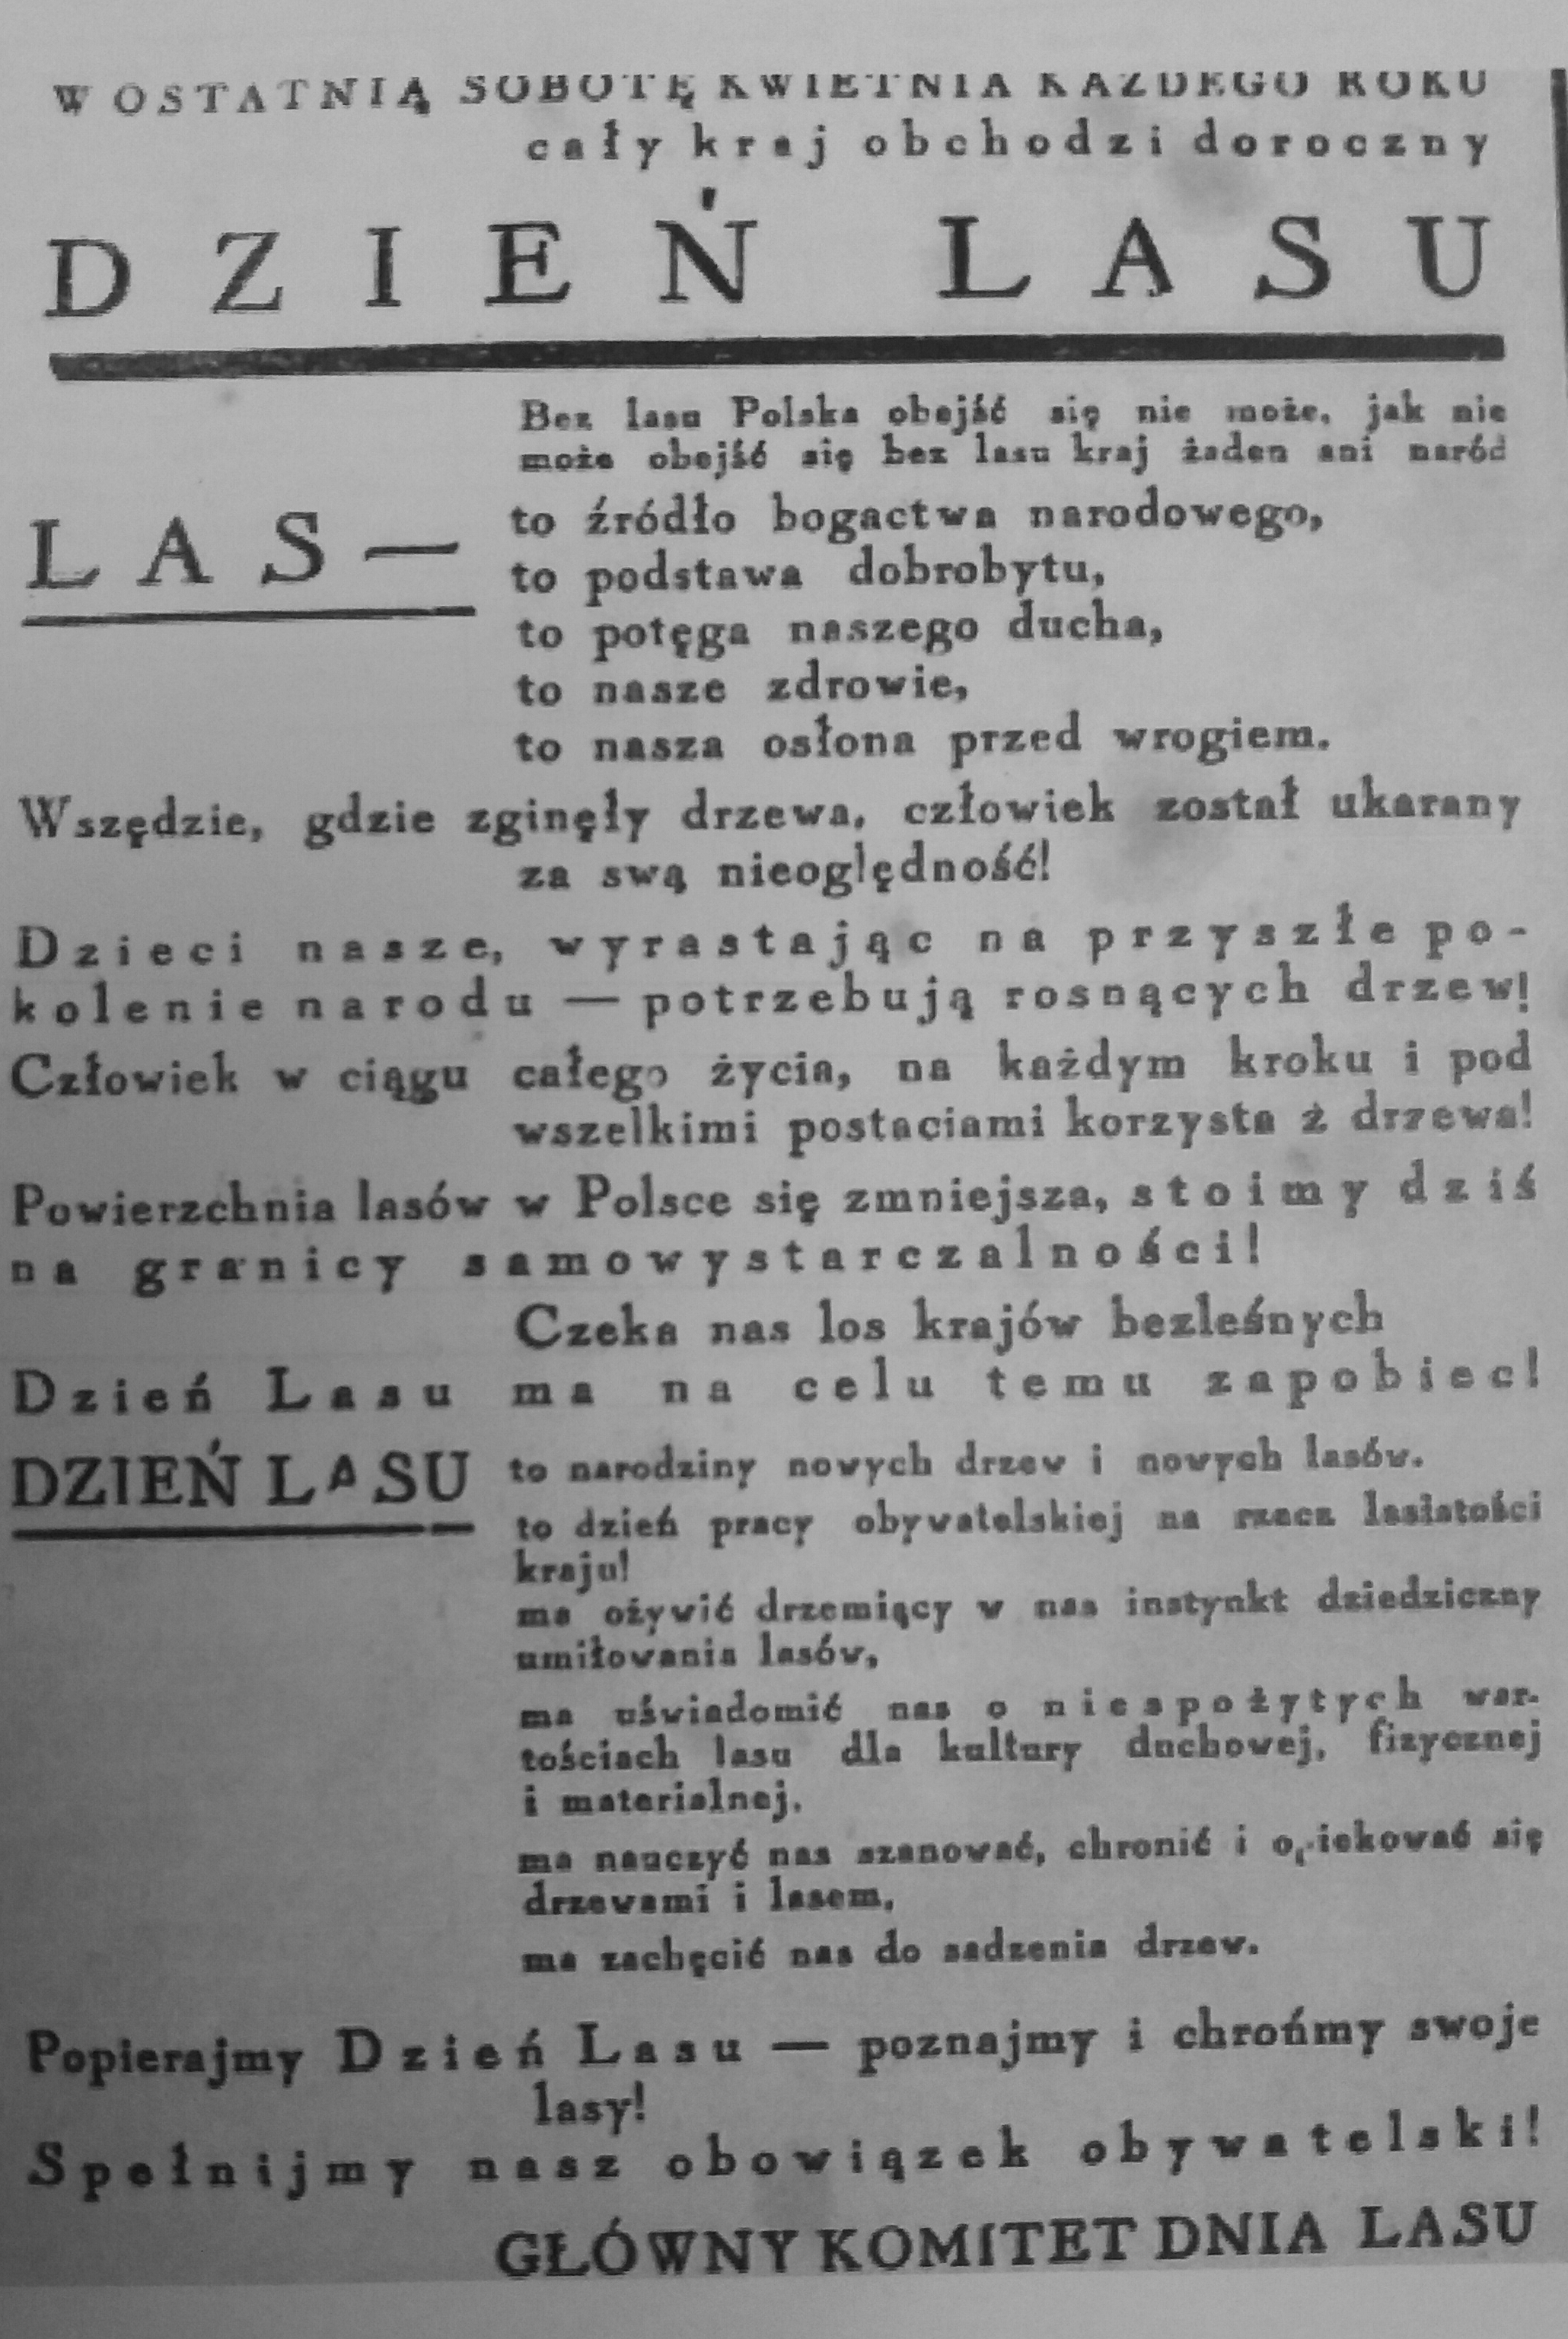 W OSTATNIĄ SOBOTĘ KWIETNIA KAŻDEGO ROKU
cały kraj obchodzi doroczny
DZIEŃ LASU
Bez lasu Polska obejść się nie może, jak nie
może obejść się bez lasu kraj żaden ani naród
LAS — to źródło bogactwa narodowego,
to podstawa dobrobytu,
to potęga naszego ducha,
to nasze zdrowie,
to nasza osłona przed wrogiem.
Wszędzie, gdzie zginęły drzewa, człowiek został ukarany
za swą nieoględność!
Dzieci nasze, wyrastając na przyszłe po-
kolenie narodu — potrzebują rosnących drzew!
Człowiek w ciągu całego życia, na każdym kroku i pod
wszelkimi postaciami korzysta ż drzewa!
Powierzchnia lasów w Polsce się zmniejsza, stoimy dziś
na granicy samowystarczalności!
Czeka nas los krajów bezleśnych
Dzień Lasu ma na celu temu zapobiec!
DZIEŃ LASU to narodziny nowych drzew i nowych lasów.
to dzień pracy obywatelskiej na rzecz lasistości
kraju!
ma ożywić drzemiący w nas instynkt dziedziczny
umiłowania lasów,
ma uświadomić nas o niespożytych war-
tościach lasu dla kultury duchowej, fizycznej
i materialnej,
ma nauczyć nas szanować, chronić i opiekować się
drzewami i lasem,
ma zachęcić nas do sadzenia drzew.
Popierajmy Dzień Lasu — poznajmy i chrońmy swoje
lasy!
Spełnijmy nasz obowiązek obywatelski!
GŁÓWNY KOMITET DNIA LASU